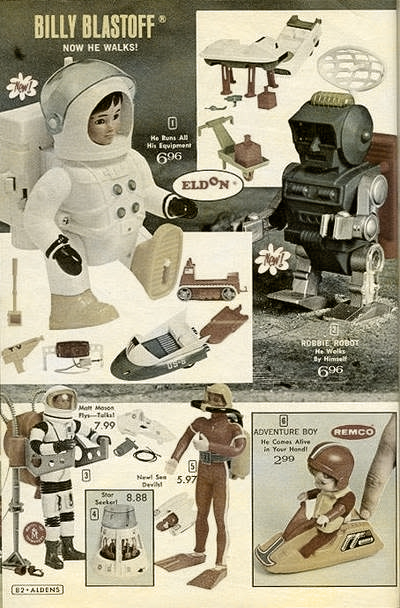 BILLY BLASTOFF®
NOW HE WALKS!
New!
1
He Runs All
His Equipment
6.96
ELDON®
New!
2
ROBBIE ROBOT
He Walks
By Himself
6.96
US-6
Matt Mason
Flys—Talks!
7.99
3
Star
Seeker!
8.88
4
New! Sea
Devils!
5
5.97
6
ADVENTURE BOY
REMCO®
He Comes Alive
in Your Hand!
2.99
82 • ALDENS